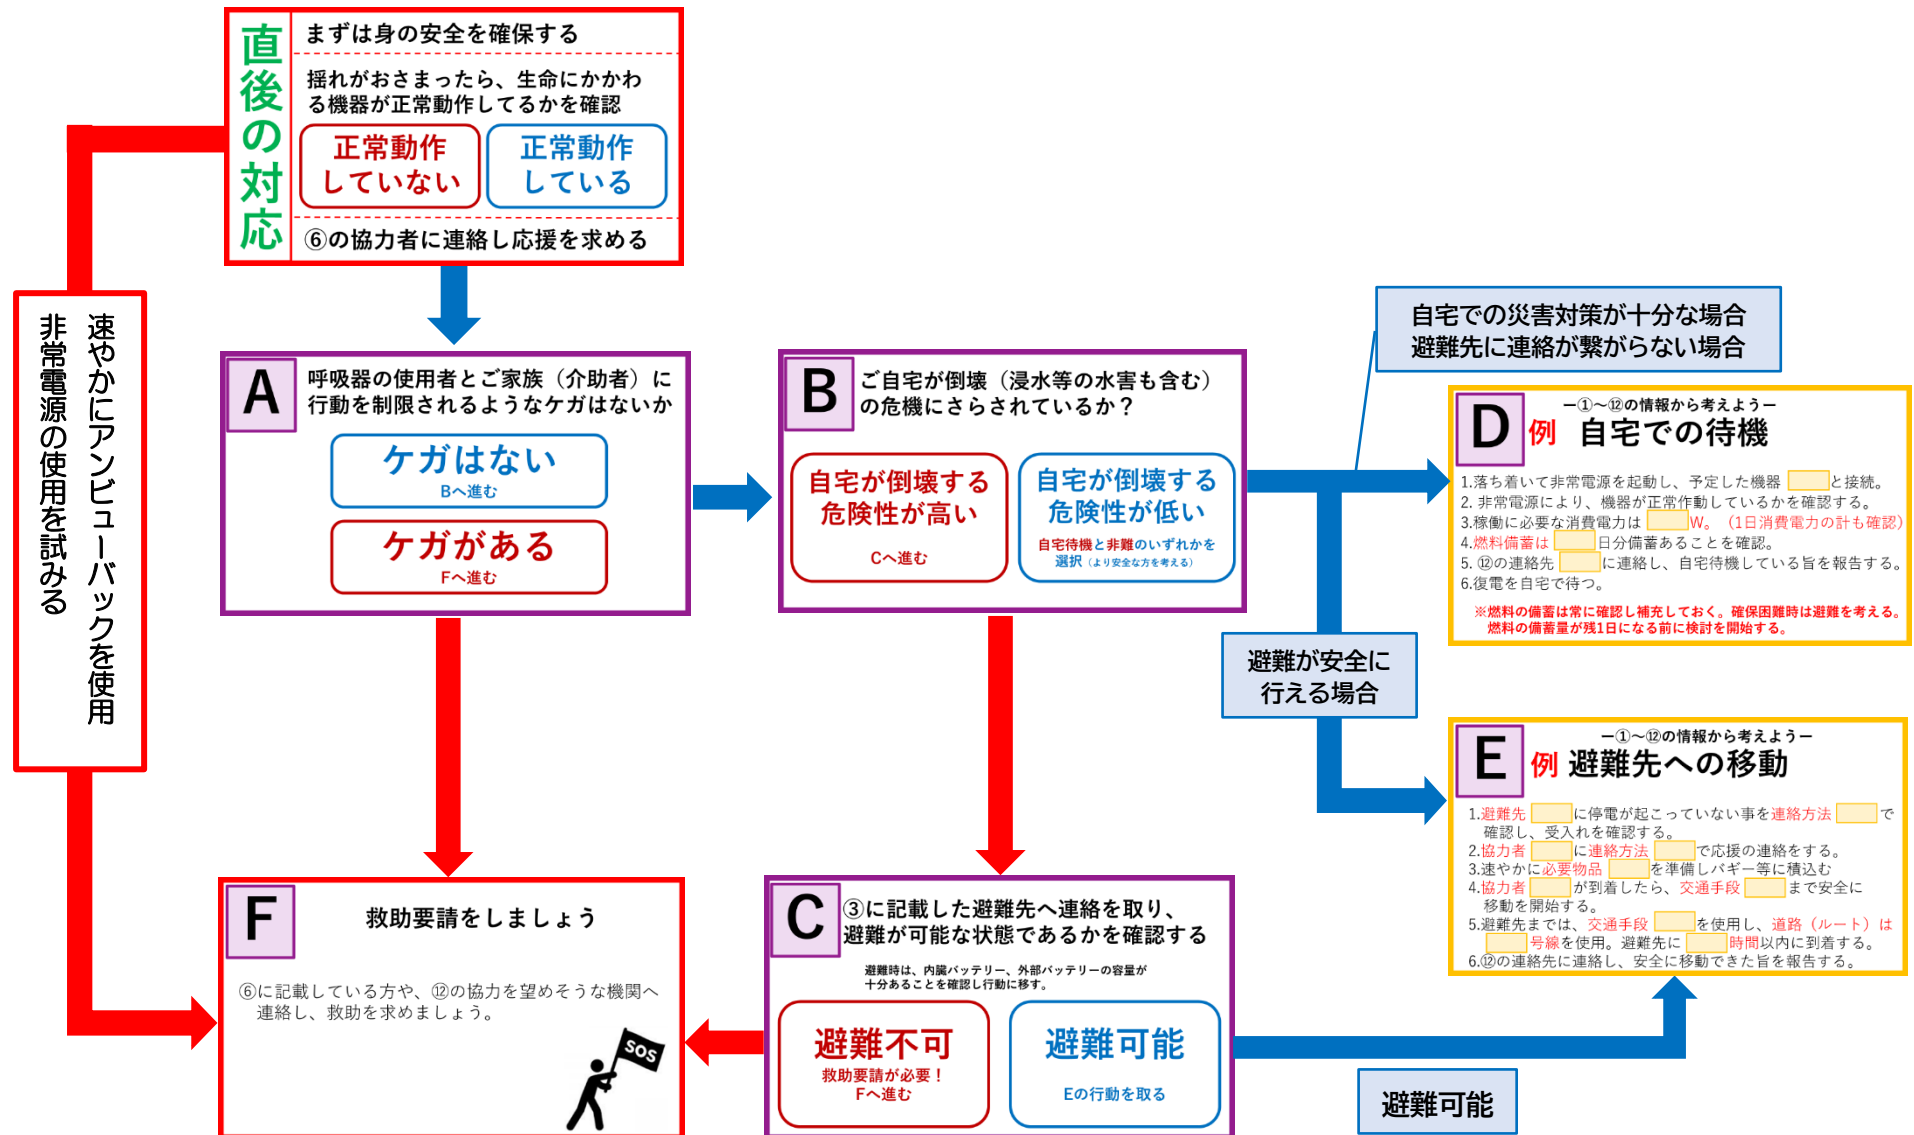 直後の対応
まずは身の安全を確保する
揺れがおさまったら、生命にかかわ
る機器が正常動作してるかを確認
正常動作
していない
正常動作
している
⑥の協力者に連絡し応援を求める
速やかにアンビューバックを使用
非常電源の使用を試みる
A
呼吸器の使用者とご家族（介助者）に
行動を制限されるようなケガはないか
ケガはない
Bへ進む
ケガがある
Fへ進む
B
ご自宅が倒壊（浸水等の水害も含む）
の危機にさらされているか？
自宅が倒壊する
危険性が高い
Cへ進む
自宅が倒壊する
危険性が低い
自宅待機と非難のいずれかを
選択（より安全な方を考える）
自宅での災害対策が十分な場合
避難先に連絡が繋がらない場合
D
ー①～⑫の情報から考えようー
例 自宅での待機
1.落ち着いて非常電源を起動し、予定した機器 と接続。
2. 非常電源により、機器が正常作動しているかを確認する。
3.稼働に必要な消費電力は W。（1日消費電力の計も確認）
4.燃料備蓄は 日分備蓄あることを確認。
5. ⑫の連絡先 に連絡し、自宅待機している旨を報告する。
6.復電を自宅で待つ。
※燃料の備蓄は常に確認し補充しておく。確保困難時は避難を考える。
燃料の備蓄量が残1日になる前に検討を開始する。
避難が安全に
行える場合
E
ー①～⑫の情報から考えようー
例 避難先への移動
1.避難先 に停電が起こっていない事を連絡方法 で
確認し、受入れを確認する。
2.協力者 に連絡方法 で応援の連絡をする。
3.速やかに必要物品 を準備しバギー等に積込む
4.協力者 が到着したら、交通手段 まで安全に
移動を開始する。
5.避難先までは、交通手段 を使用し、道路（ルート）は
号線を使用。避難先に 時間以内に到着する。
6.⑫の連絡先に連絡し、安全に移動できた旨を報告する。
F
救助要請をしましょう
⑥に記載している方や、⑫の協力を望めそうな機関へ
連絡し、救助を求めましょう。
SOS
C
③に記載した避難先へ連絡を取り、
避難が可能な状態であるかを確認する
避難時は、内臓バッテリー、外部バッテリーの容量が
十分あることを確認し行動に移す。
避難不可
救助要請が必要！
Fへ進む
避難可能
Eの行動を取る
避難可能